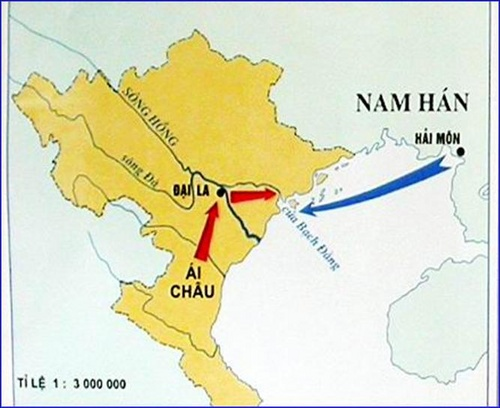 NAM HÁN
HẢI MÔN
SÔNG HỒNG
sông Đà
ĐẠI LA
cửa Bạch Đằng
ÁI
CHÂU
TỈ LỆ 1 : 3 000 000